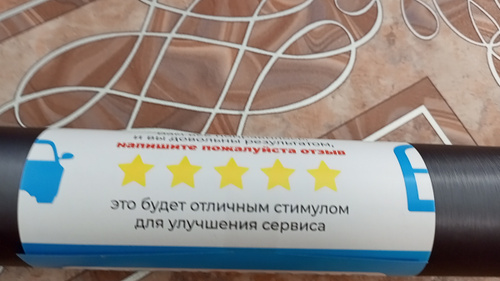 и вы довольны результатом,
напишите пожалуйста отзыв
это будет отличным стимулом
для улучшения сервиса